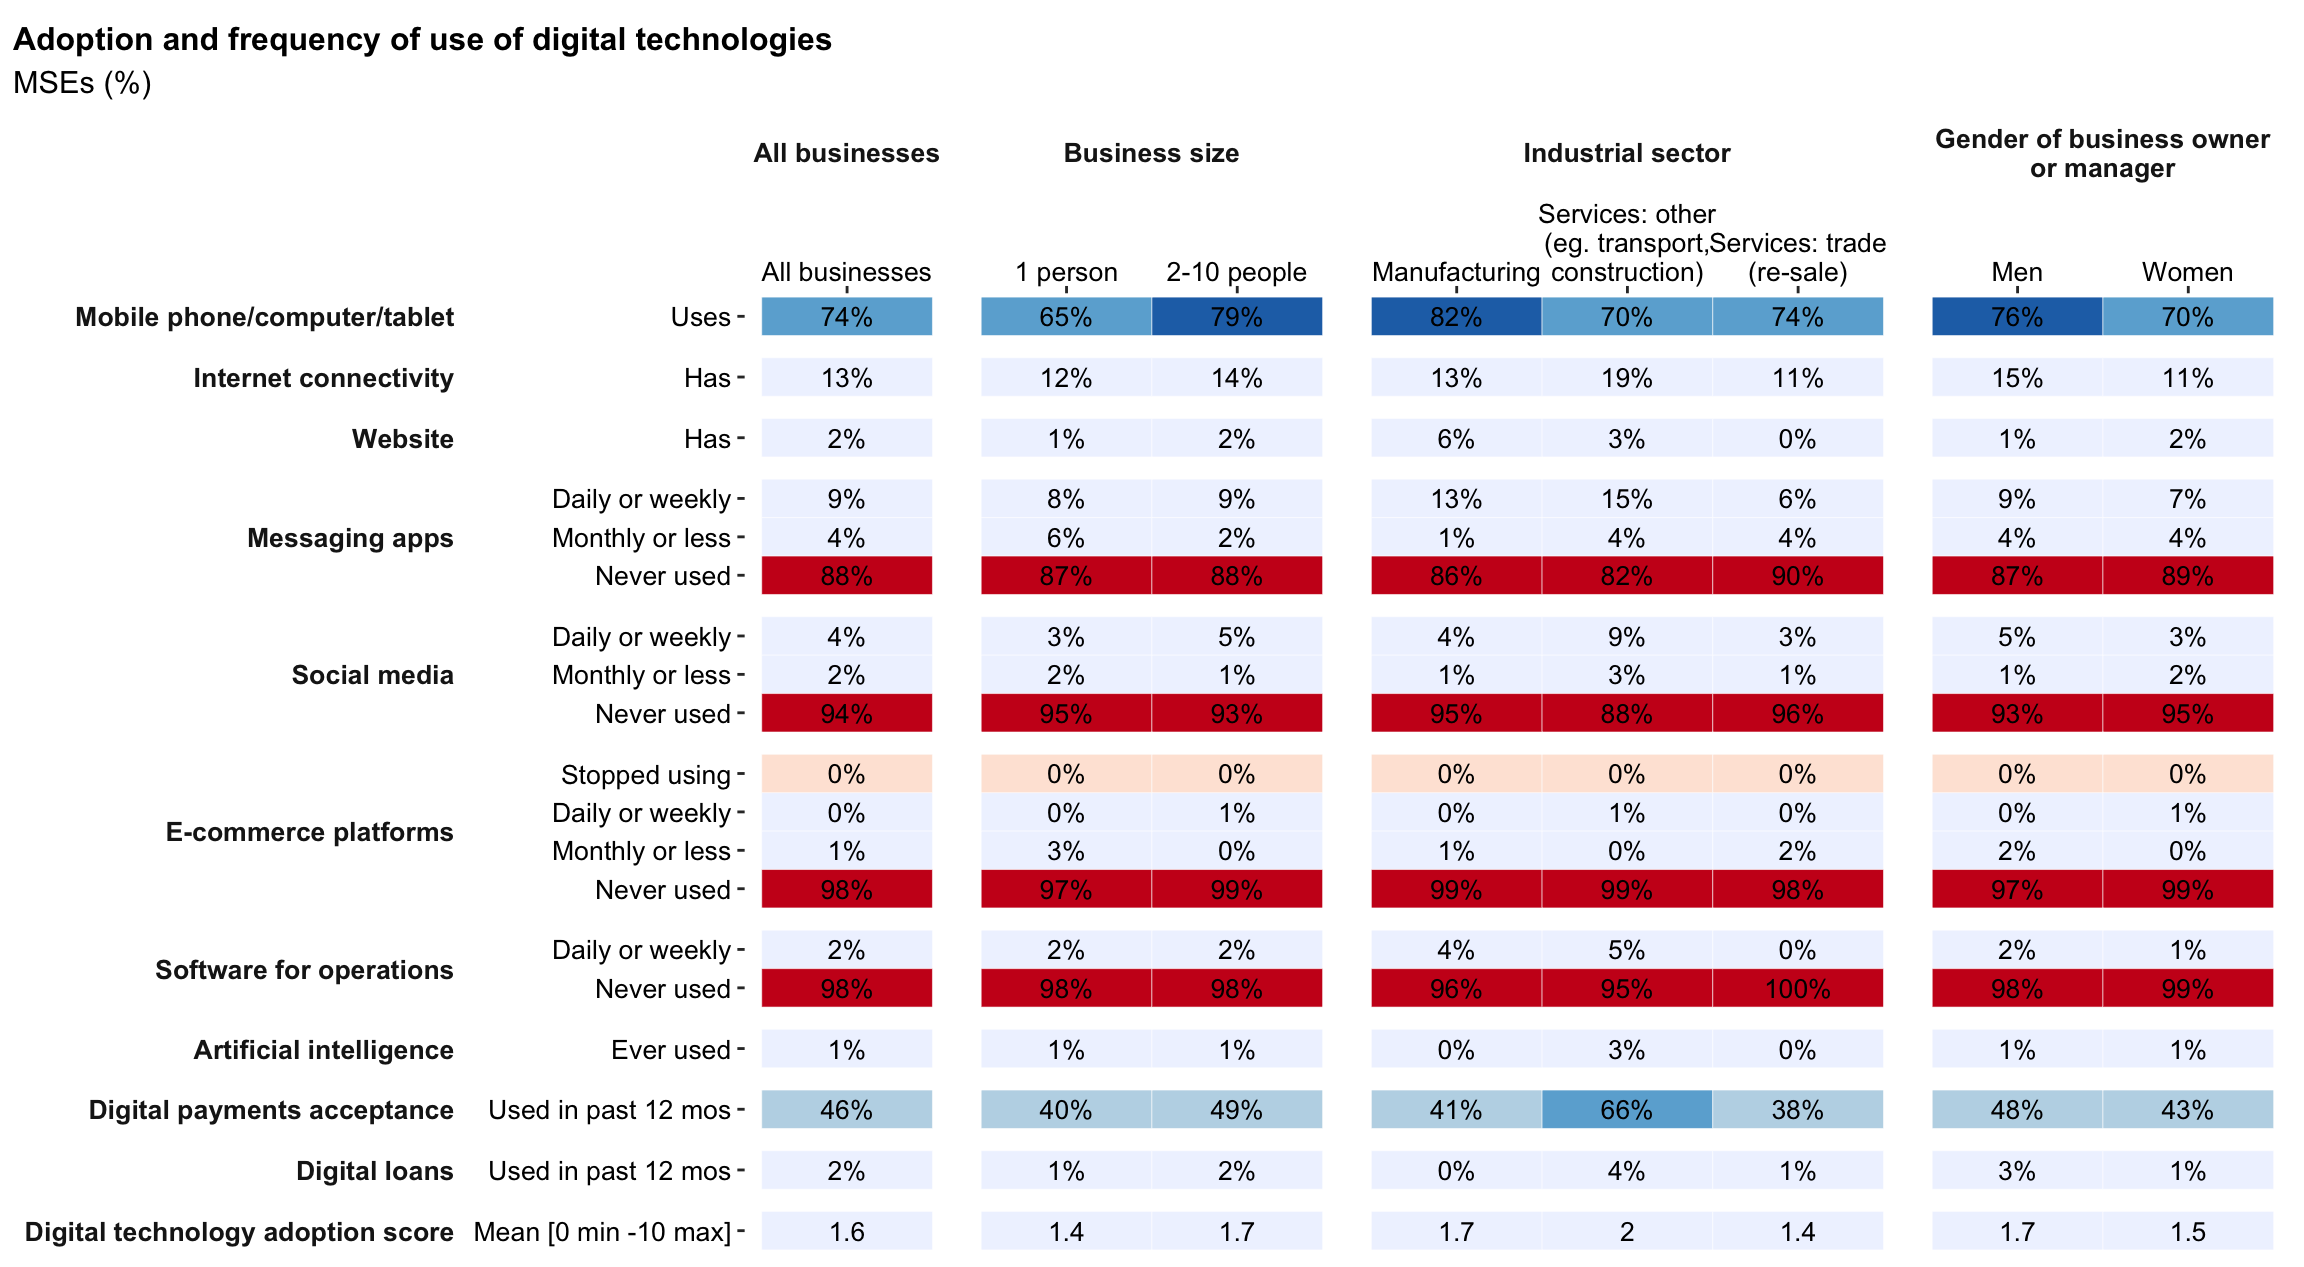 Adoption and frequency of use of digital technologies
MSEs (%)
All businesses Business size Industrial sector Gender of business owner
or manager
All businesses 1 person 2-10 people Manufacturing Services: other
(eg. transport,
construction) Services: trade
(re-sale) Men Women
Mobile phone/computer/tablet Uses 74% 65% 79% 82% 70% 74% 76% 70%
Internet connectivity Has 13% 12% 14% 13% 19% 11% 15% 11%
Website Has 2% 1% 2% 6% 3% 0% 1% 2%
Daily or weekly 9% 8% 9% 13% 15% 6% 9% 7%
Messaging apps Monthly or less 4% 6% 2% 1% 4% 4% 4% 4%
Never used 88% 87% 88% 86% 82% 90% 87% 89%
Daily or weekly 4% 3% 5% 4% 9% 3% 5% 3%
Social media Monthly or less 2% 2% 1% 1% 3% 1% 1% 2%
Never used 94% 95% 93% 95% 88% 96% 93% 95%
Stopped using 0% 0% 0% 0% 0% 0% 0% 0%
Daily or weekly 0% 0% 1% 0% 1% 0% 0% 1%
E-commerce platforms
Monthly or less 1% 3% 0% 1% 0% 2% 2% 0%
Never used 98% 97% 99% 99% 99% 98% 97% 99%
Daily or weekly 2% 2% 2% 4% 5% 0% 2% 1%
Software for operations
Never used 98% 98% 98% 96% 95% 100% 98% 99%
Artificial intelligence Ever used 1% 1% 1% 0% 3% 0% 1% 1%
Digital payments acceptance Used in past 12 mos 46% 40% 49% 41% 66% 38% 48% 43%
Digital loans Used in past 12 mos 2% 1% 2% 0% 4% 1% 3% 1%
Digital technology adoption score Mean [0 min -10 max] 1.6 1.4 1.7 1.7 2 1.4 1.7 1.5